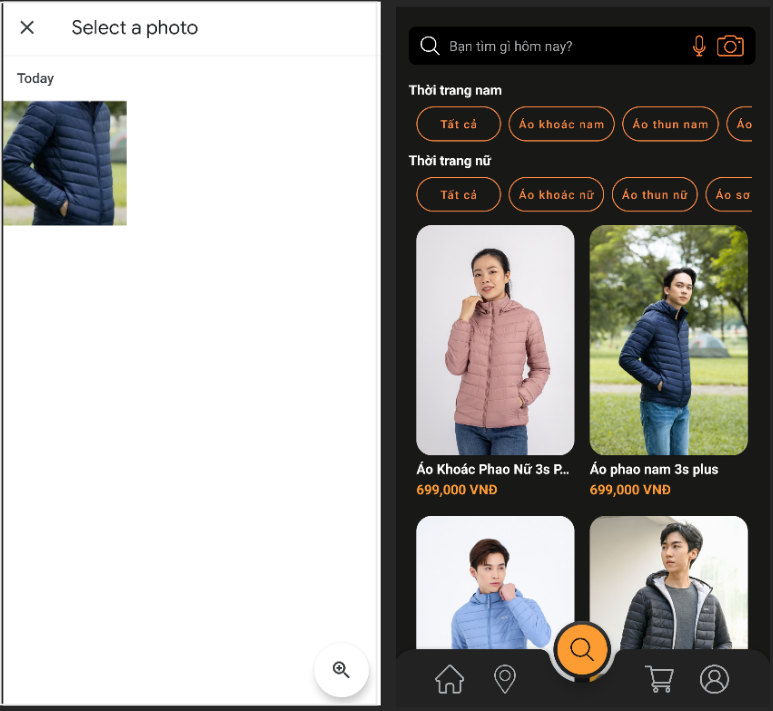 Select a photo
Today
Bạn tìm gì hôm nay?
Thời trang nam
Tất cả
Áo khoác nam
Áo thun nam
Áo
Thời trang nữ
Tất cả
Áo khoác nữ
Áo thun nữ
Áo sơ
Áo Khoác Phao Nữ 3s P...
699,000 VNĐ
Áo phao nam 3s plus
699,000 VNĐ